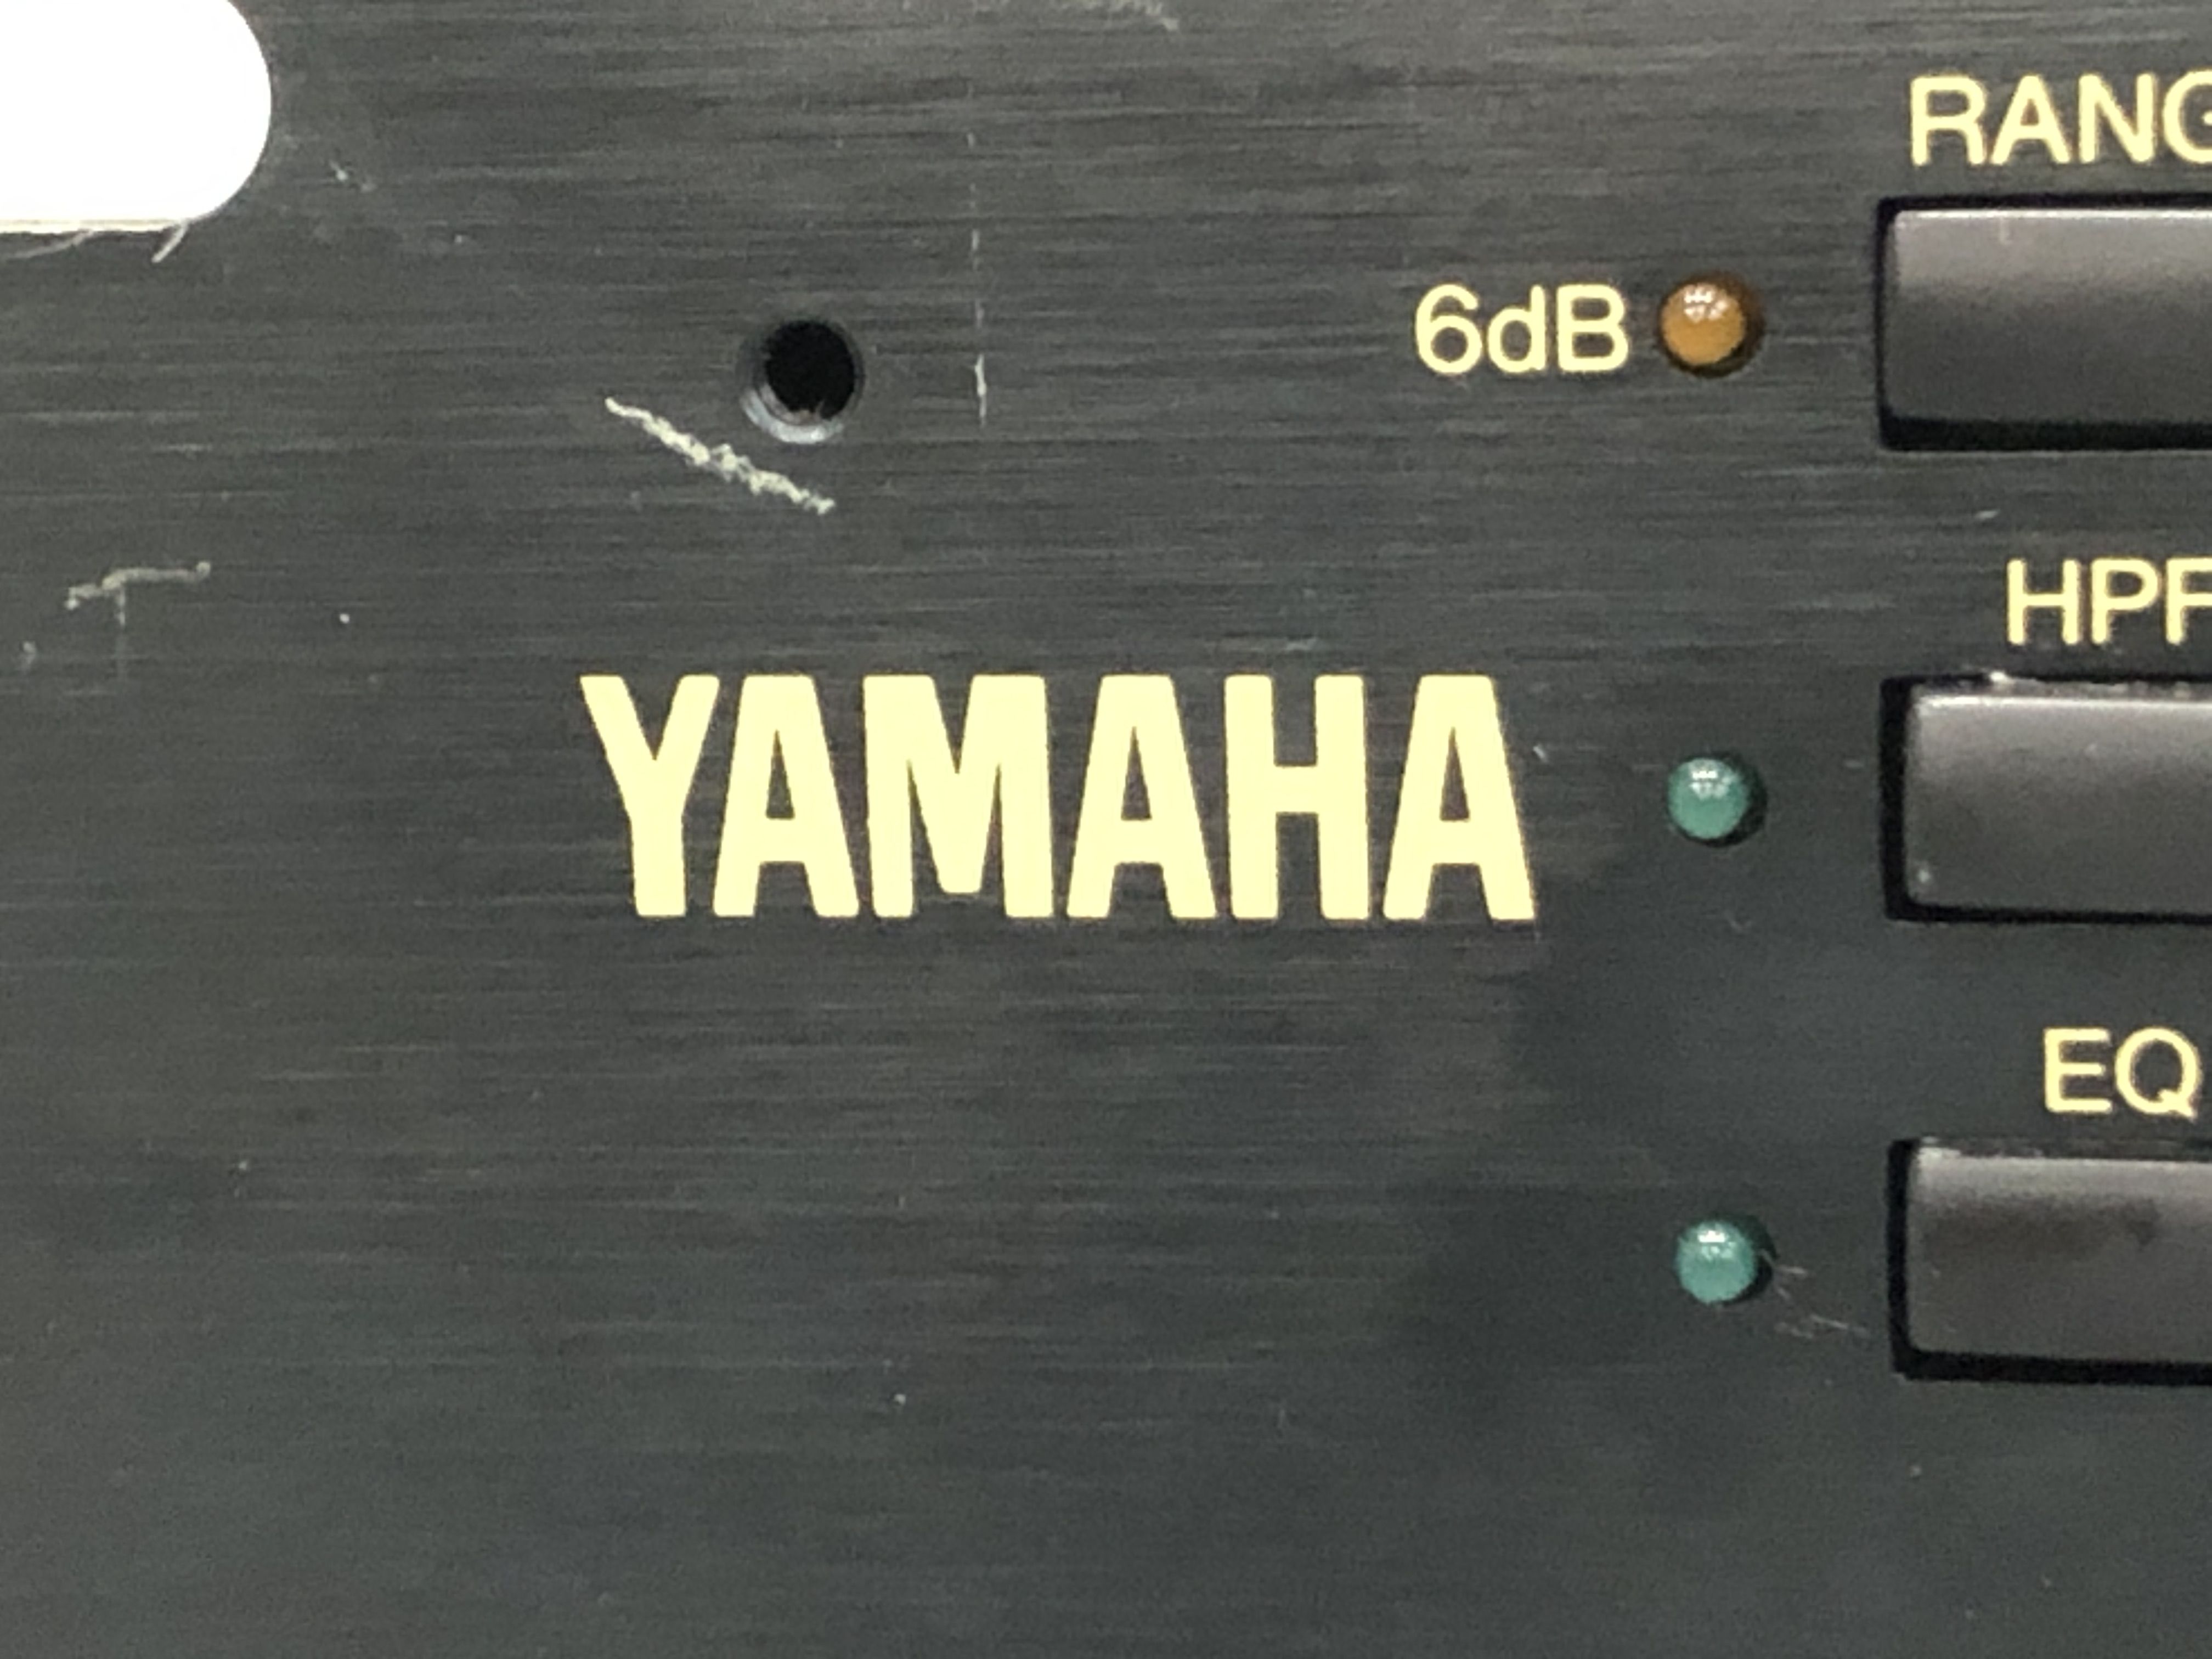 RANG
6dB
HPF
YAMAHA
EQ